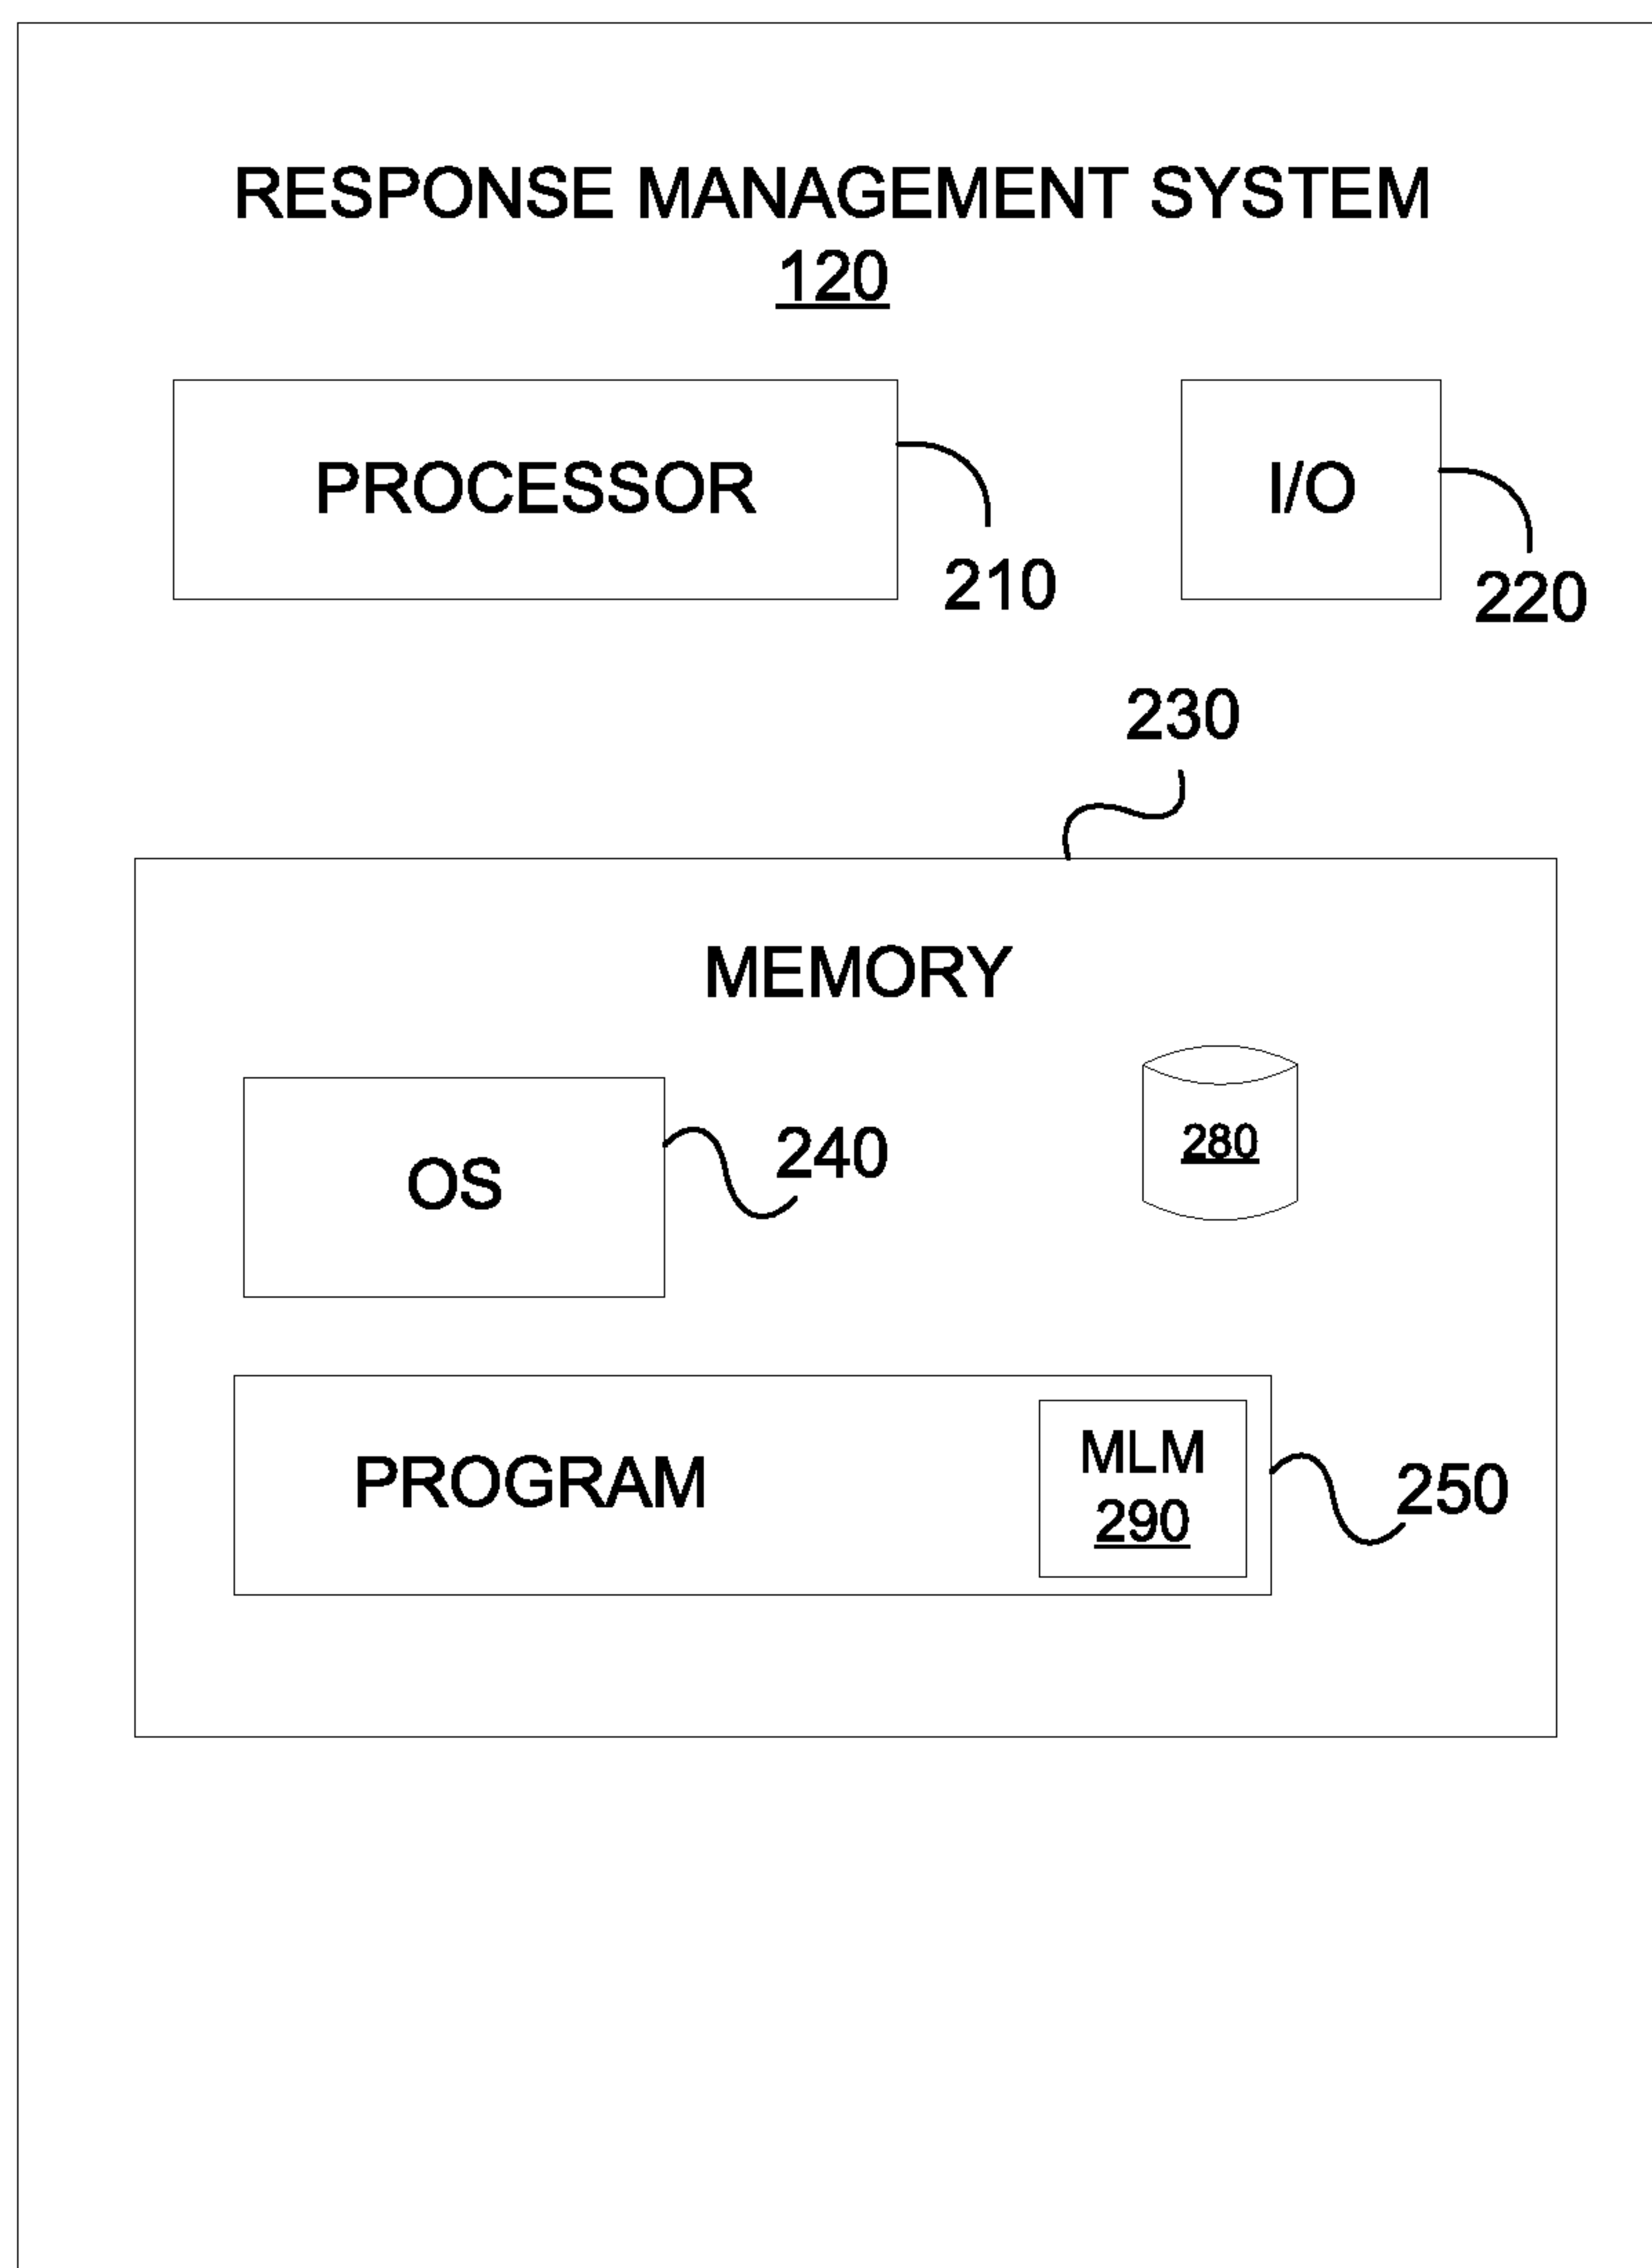 RESPONSE MANAGEMENT SYSTEM
120
PROCESSOR
210
I/O
220
230
MEMORY
OS
240
280
PROGRAM
MLM
290
250